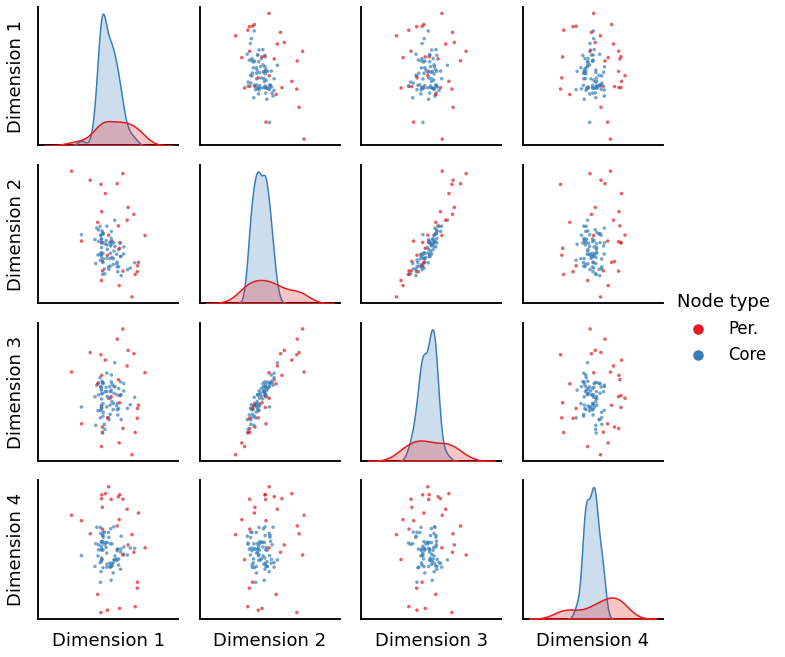 Dimension 1
Dimension 2
Dimension 3
Dimension 4
Node type
Per.
Core
Dimension 1
Dimension 2
Dimension 3
Dimension 4